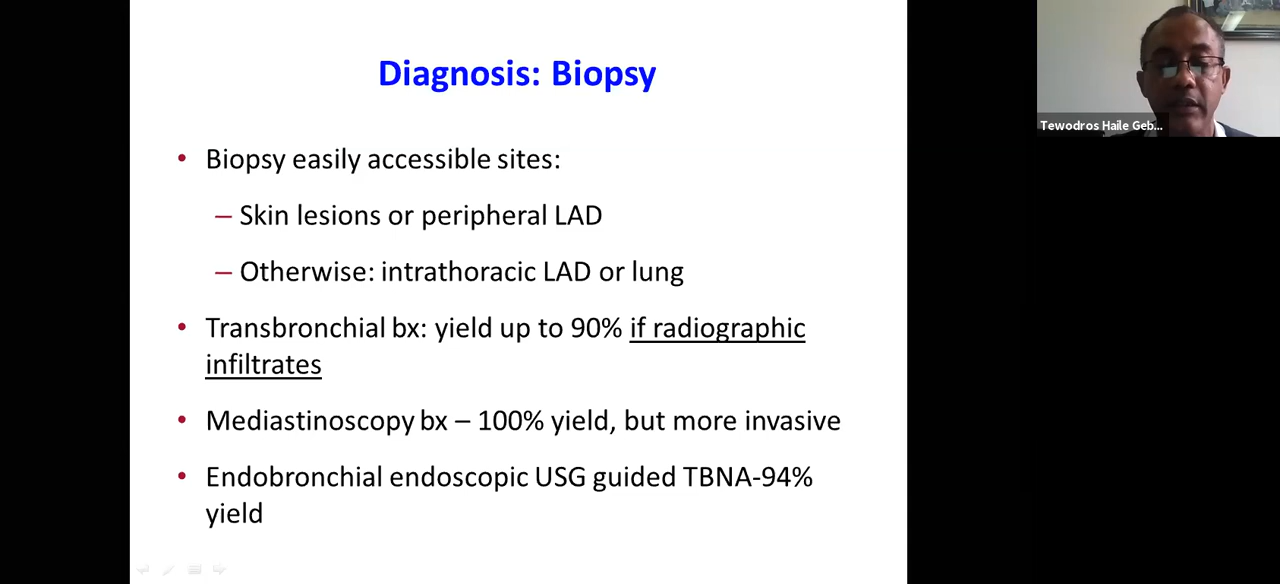 Diagnosis: Biopsy
• Biopsy easily accessible sites:
– Skin lesions or peripheral LAD
– Otherwise: intrathoracic LAD or lung
• Transbronchial bx: yield up to 90% if radiographic
infiltrates
• Mediastinoscopy bx – 100% yield, but more invasive
• Endobronchial endoscopic USG guided TBNA-94%
yield
Tewodros Haile Geb...